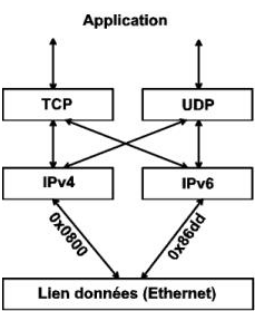 Application
TCP
UDP
IPv4
IPv6
0x0800
0x86dd
Lien données (Ethernet)